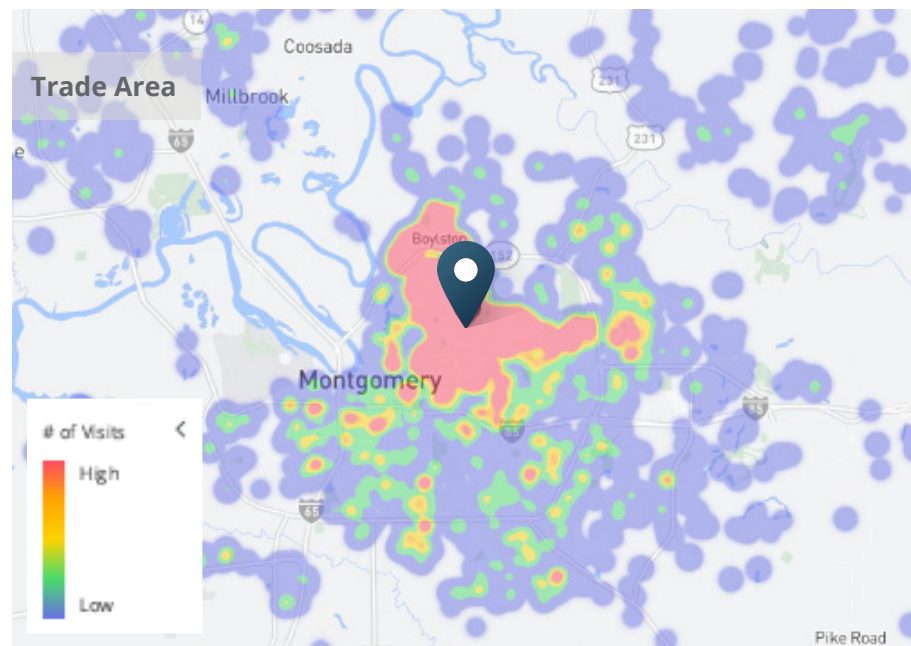 14
Coosada
Trade Area
Millbrook
231
65
231
e
Boylston
152
Montgomery
# of Visits
High
Low
85
65
Pike Road